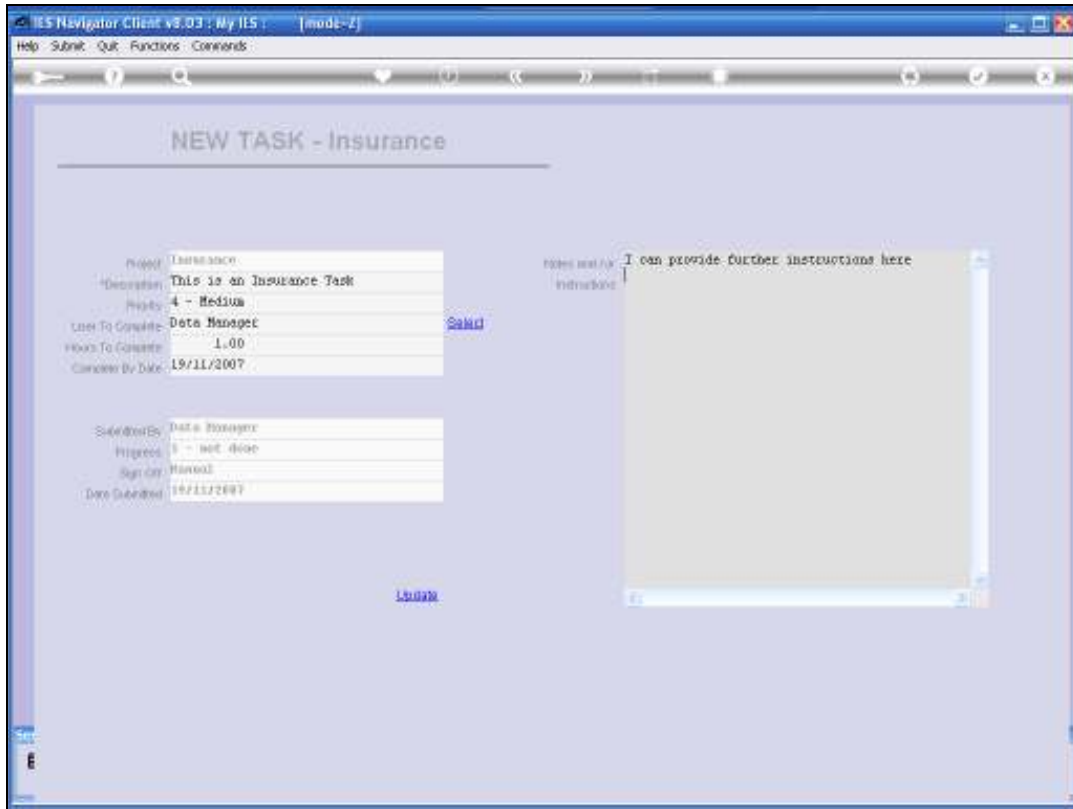 IES Navigator Client v8.03 : My IES : [mode-Z]
Help Submit Quit Functions Commands
NEW TASK - Insurance
Project Insurance
*Description This is an Insurance Task
Priority 4 - Medium
User To Complete Data Manager Select
Hours To Complete 1.00
Complete By Date 19/11/2007
Notes and / or I can provide further instructions here
Instructions
Submitted By Data Manager
Progress - not done
Sign Off Manual
Date Submitted 19/11/2007
Update